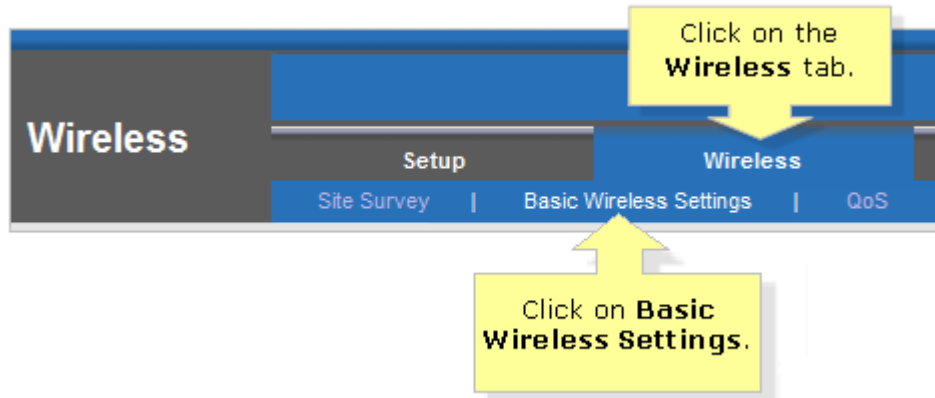 Click on the
Wireless tab.
Wireless
Setup
Wireless
Site Survey | Basic Wireless Settings | QoS
Click on Basic
Wireless Settings.